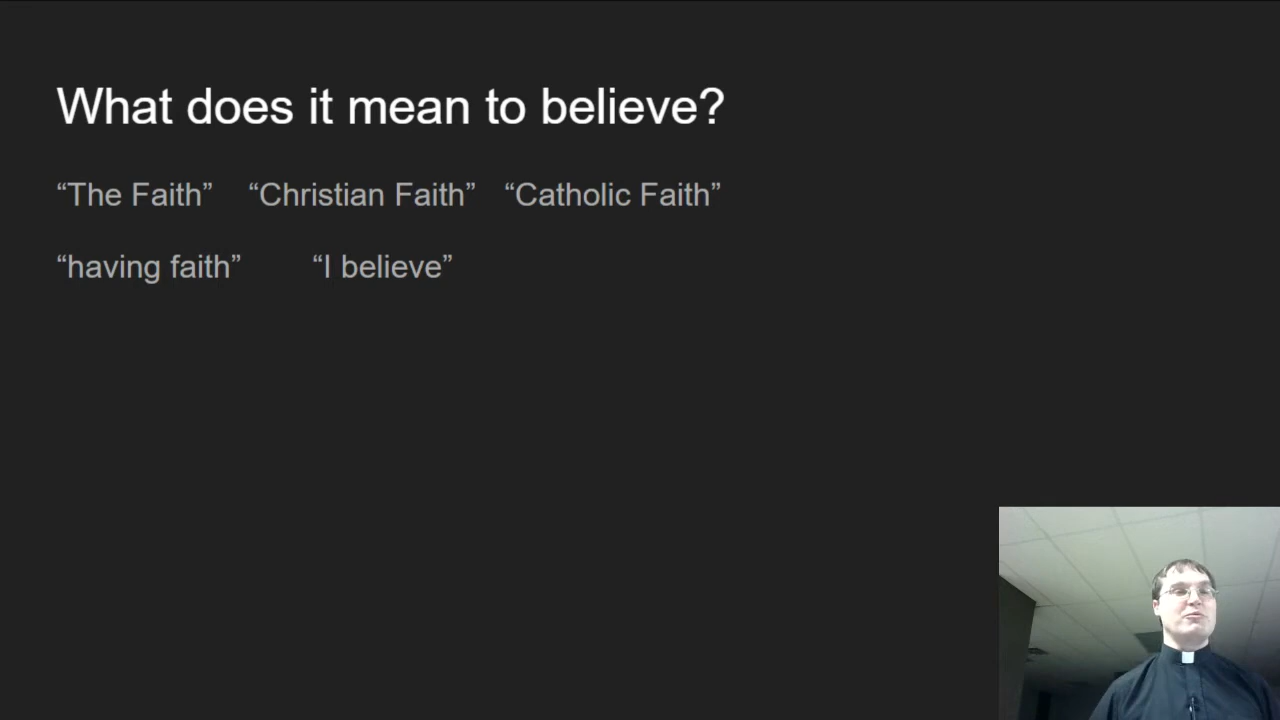 What does it mean to believe?
“The Faith” “Christian Faith” “Catholic Faith”
“having faith” “I believe”